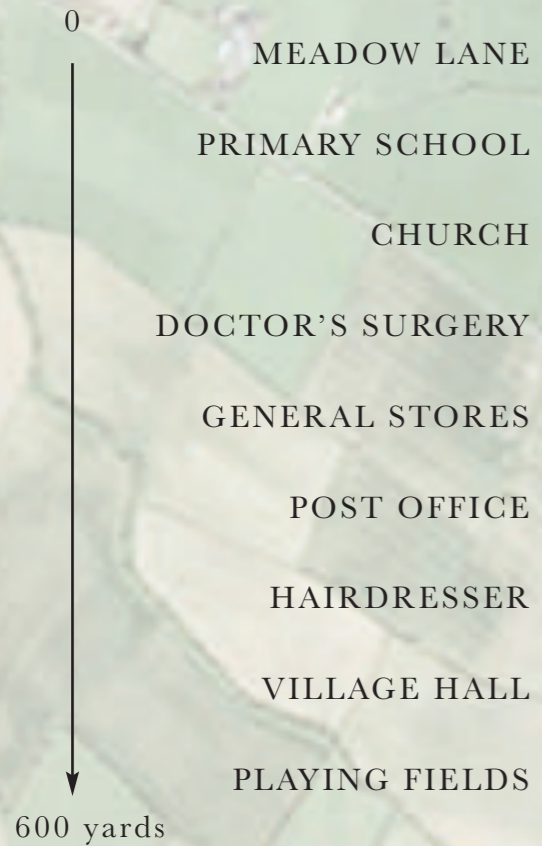 0
MEADOW LANE
PRIMARY SCHOOL
CHURCH
DOCTOR’S SURGERY
GENERAL STORES
POST OFFICE
HAIRDRESSER
VILLAGE HALL
PLAYING FIELDS
600 yards